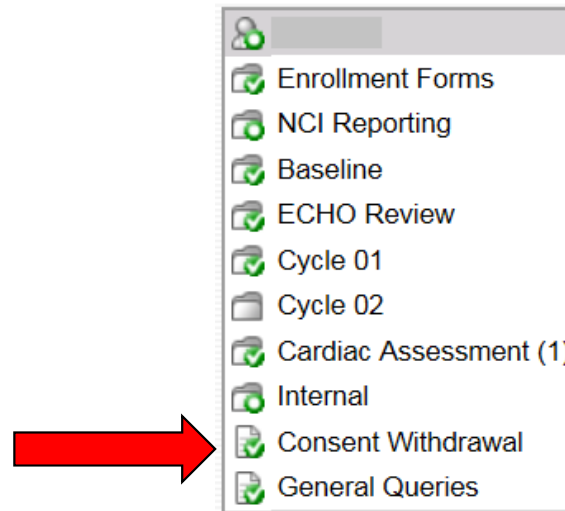 Enrollment Forms
NCI Reporting
Baseline
ECHO Review
Cycle 01
Cycle 02
Cardiac Assessment (1)
Internal
Consent Withdrawal
General Queries